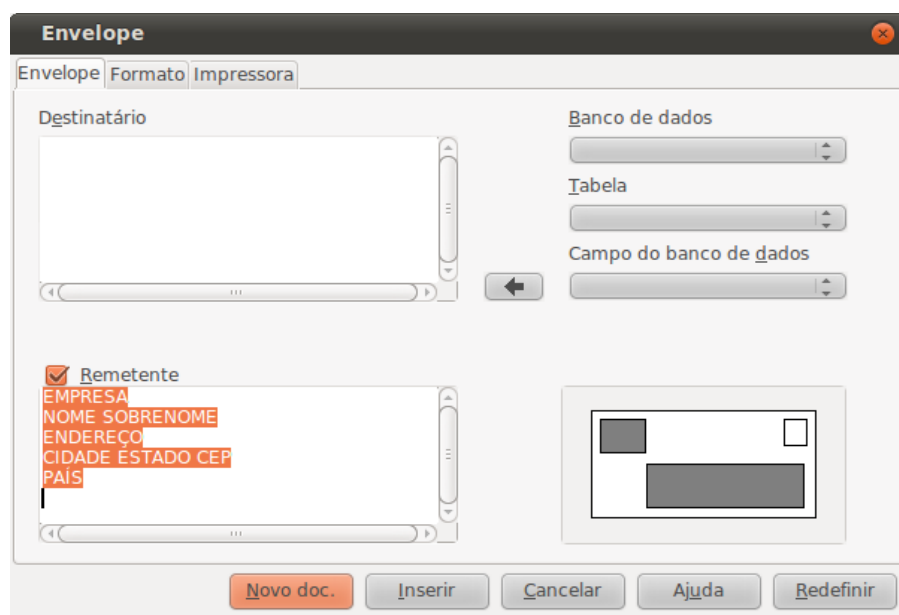 Envelope
Envelope Formato Impressora
Destinatário
Banco de dados
Tabela
Campo do banco de dados
Remetente
EMPRESA
NOME SOBRENOME
ENDEREÇO
CIDADE ESTADO CEP
PAÍS
Novo doc. Inserir Cancelar Ajuda Redefinir